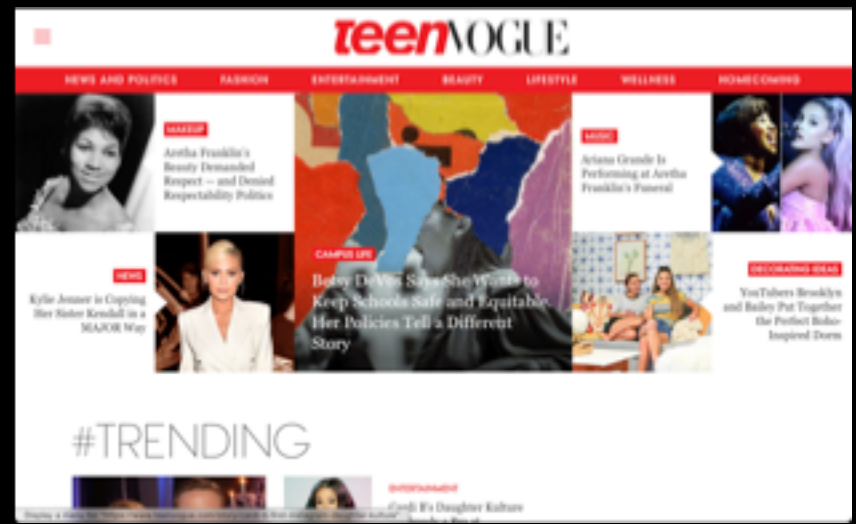 teenVOGUE
NEWS AND POLITICS FASHION ENTERTAINMENT BEAUTY LIFESTYLE WELLNESS HOMECOMING
MAKEUP
Aretha Franklin's
Beauty Demanded
Respect — and Denied
Respectability Politics
MUSIC
Ariana Grande Is
Performing at Aretha
Franklin's Funeral
NEWS
Kylie Jenner is Copying
Her Sister Kendall in a
MAJOR Way
CAMPUS LIFE
Betsy DeVos Says She Wants to
Keep Schools Safe and Equitable.
Her Policies Tell a Different
Story
DECORATING IDEAS
YouTubers Brooklyn
and Bailey Put Together
the Perfect Boho-
Inspired Dorm
#TRENDING
ENTERTAINMENT
Cardi B's Daughter Kulture